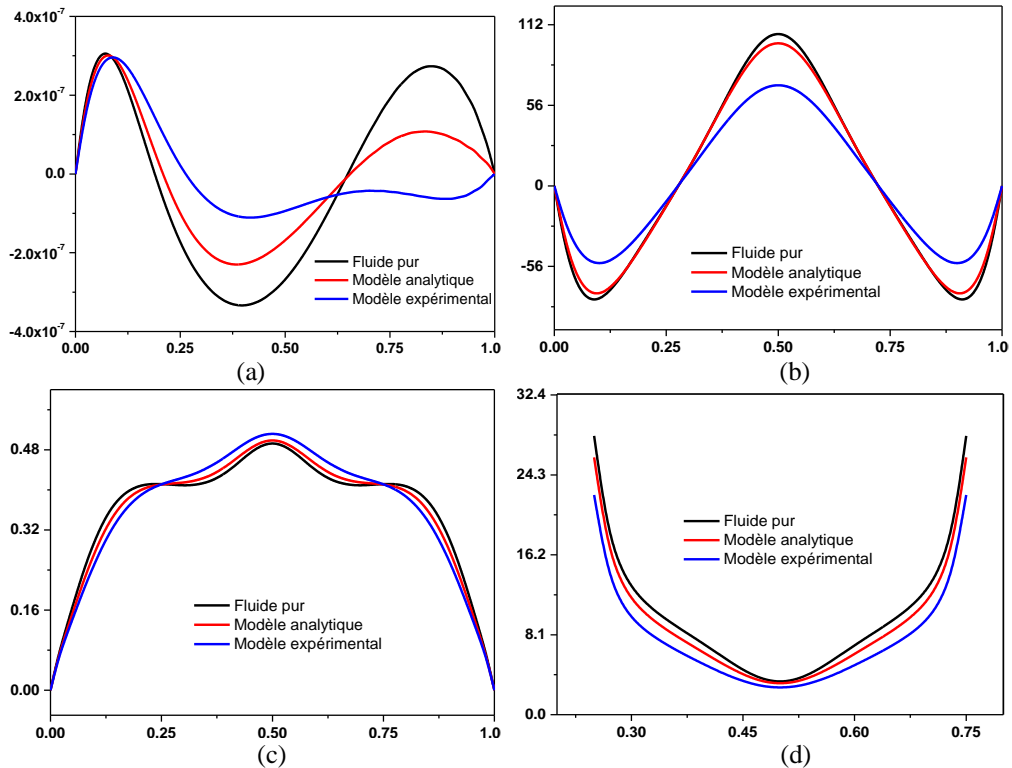 4.0x10⁻⁷
2.0x10⁻⁷
0.0
-2.0x10⁻⁷
-4.0x10⁻⁷
0.00 0.25 0.50 0.75 1.0
Fluide pur
Modèle analytique
Modèle expérimental
(a)
112
56
0
-56
0.00 0.25 0.50 0.75 1.0
Fluide pur
Modèle analytique
Modèle expérimental
(b)
0.48
0.32
0.16
0.00
0.00 0.25 0.50 0.75 1.0
Fluide pur
Modèle analytique
Modèle expérimental
(c)
32.4
24.3
16.2
8.1
0.0
0.30 0.45 0.60 0.75
Fluide pur
Modèle analytique
Modèle expérimental
(d)